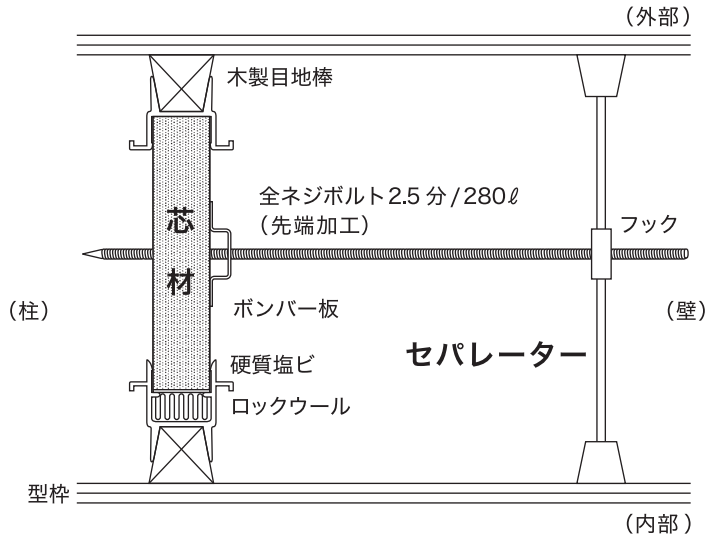 （外部）
木製目地棒
全ネジボルト2.5分/280ℓ
（先端加工）
芯材
フック
（柱）
ボンバー板
（壁）
セパレーター
硬質塩ビ
ロックウール
型枠
（内部）